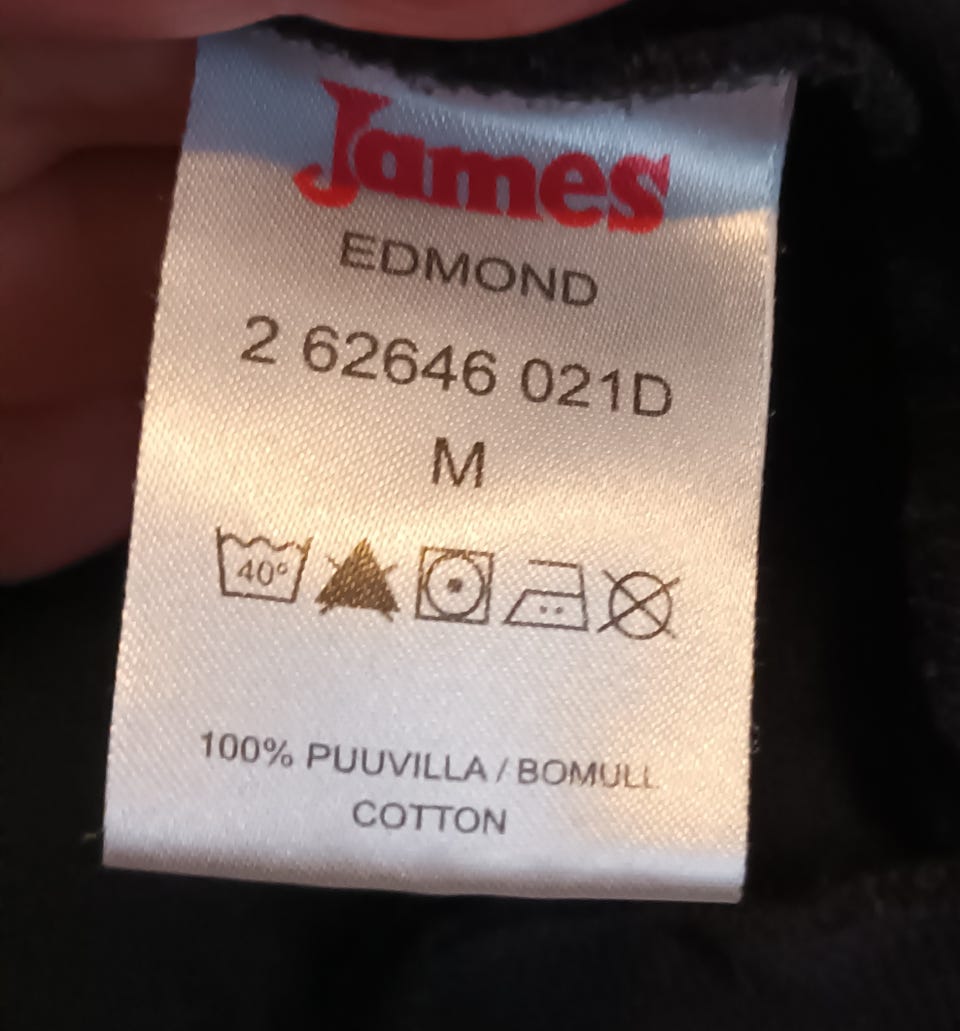 James
EDMOND
2 62646 021D
M
40°
100% PUUVILLA / BOMULL
COTTON